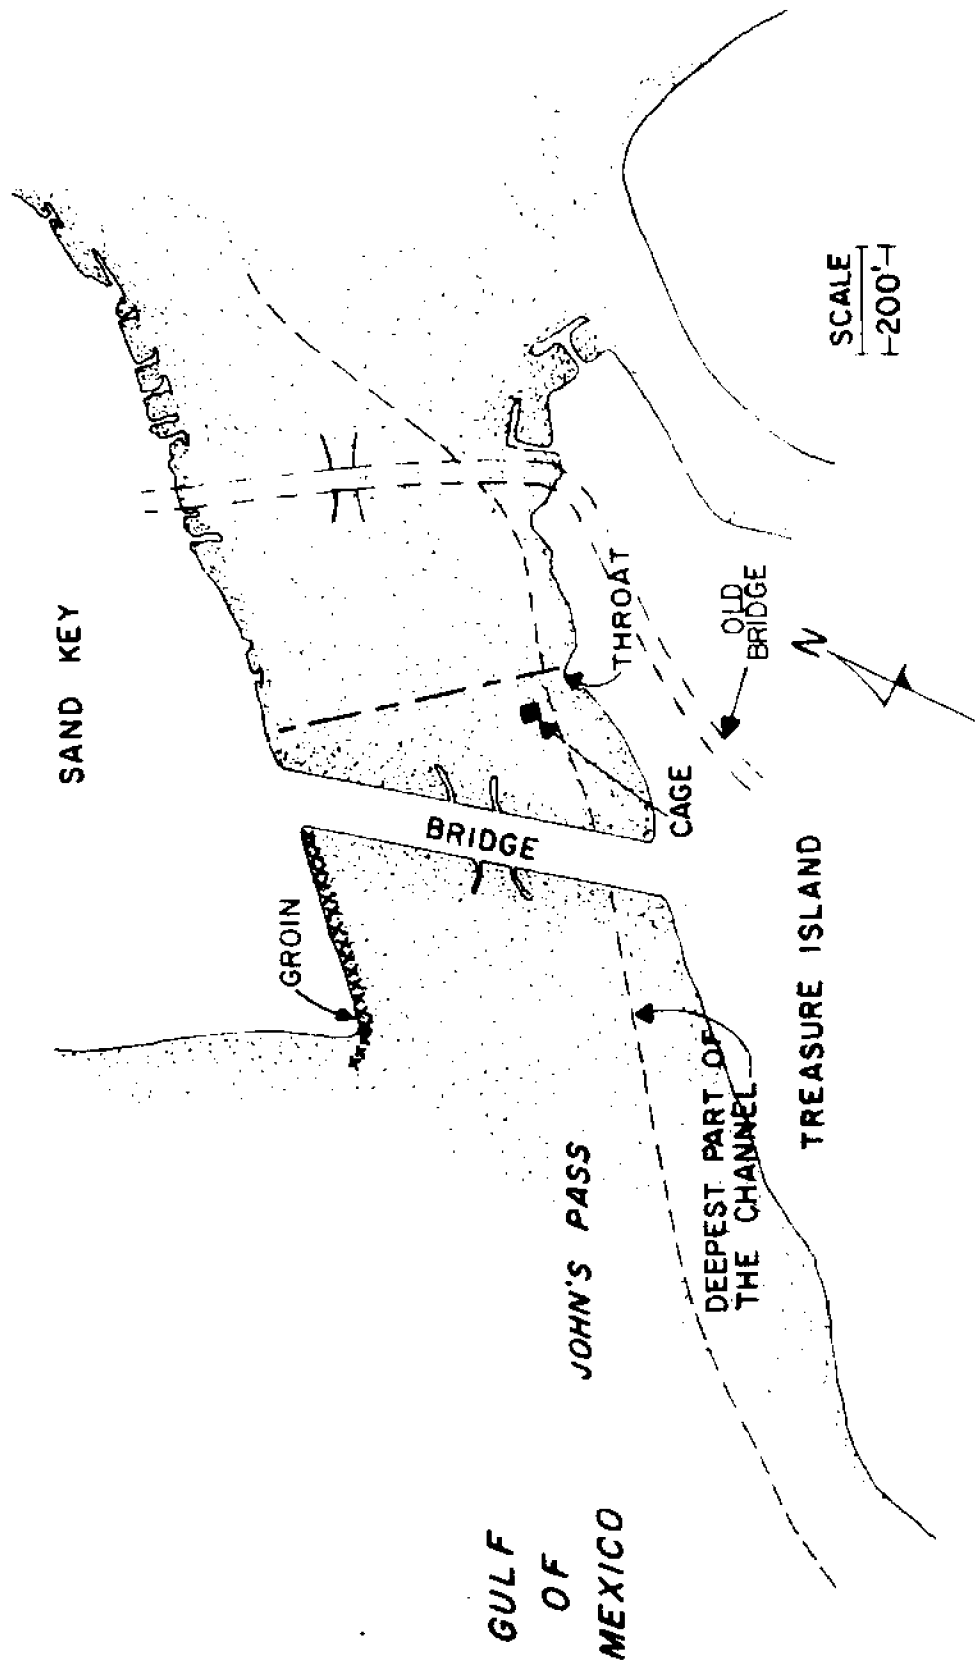 SAND KEY
GROIN
BRIDGE
THROAT
CAGE
OLD
BRIDGE
SCALE
200'
N
JOHN'S PASS
DEEPEST PART OF
THE CHANNEL
TREASURE ISLAND
GULF
OF
MEXICO